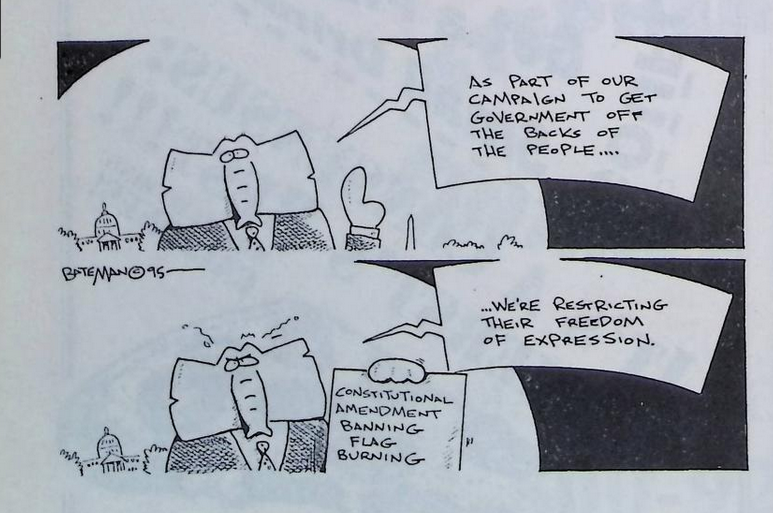 AS PART OF OUR
CAMPAIGN TO GET
GOVERNMENT OFF
THE BACKS OF
THE PEOPLE....
BATEMAN©95
...WE'RE RESTRICTING
THEIR FREEDOM
OF EXPRESSION.
CONSTITUTIONAL
AMENDMENT
BANNING
FLAG
BURNING